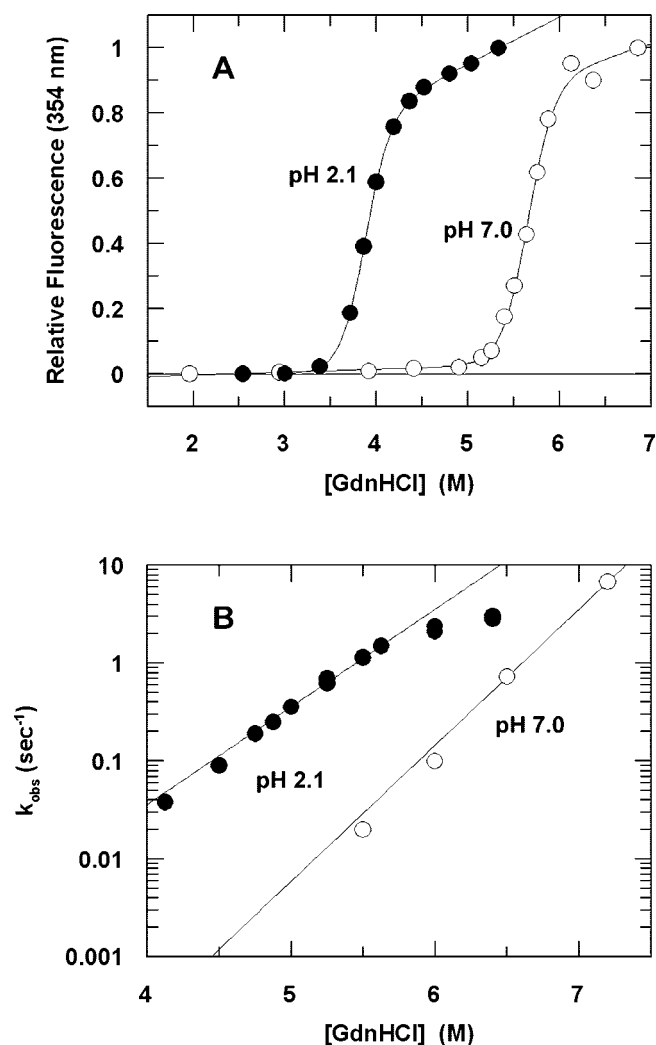 A
Relative Fluorescence (354 nm)
1
0.8
0.6
0.4
0.2
0
pH 2.1
pH 7.0
2 3 4 5 6 7
[GdnHCl] (M)
B
k_obs (sec⁻¹)
10
1
0.1
0.01
0.001
pH 7.0
pH 2.1
4 5 6 7
[GdnHCl] (M)